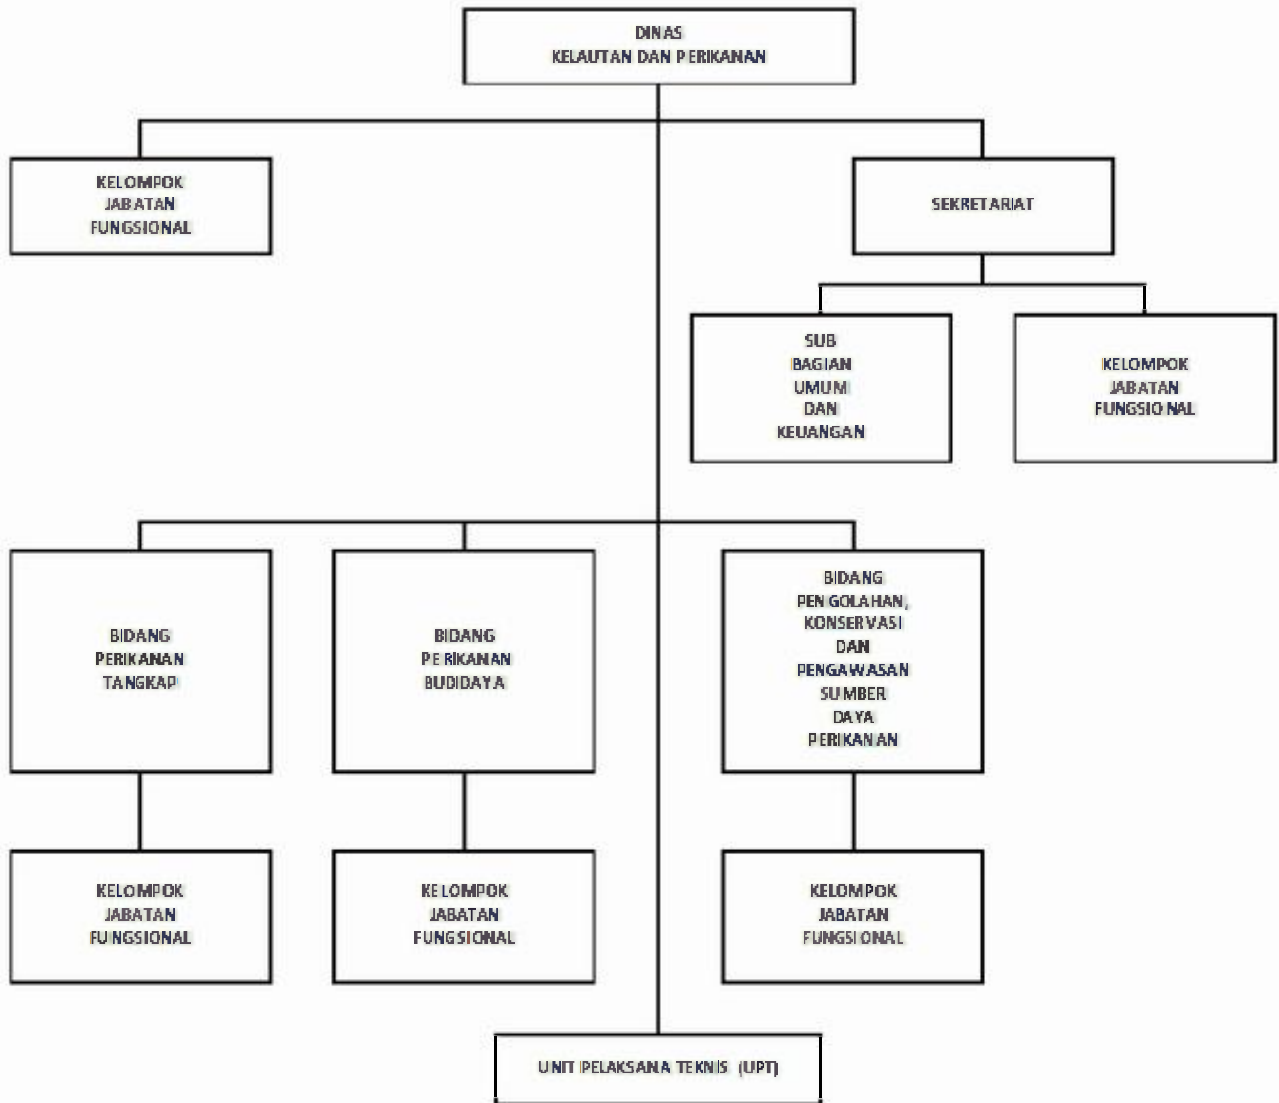 DINAS
KELAUTAN DAN PERIKANAN
KELOMPOK
JABATAN
FUNGSIONAL
SEKRETARIAT
SUB
BAGIAN
UMUM
DAN
KEUANGAN
KELOMPOK
JABATAN
FUNGSIONAL
BIDANG
PERIKANAN
TANGKAP
BIDANG
PERIKANAN
BUDIDAYA
BIDANG
PENGOLAHAN,
KONSERVASI
DAN
PENGAWASAN
SUMBER
DAYA
PERIKANAN
KELOMPOK
JABATAN
FUNGSIONAL
KELOMPOK
JABATAN
FUNGSIONAL
KELOMPOK
JABATAN
FUNGSIONAL
UNIT PELAKSANA TEKNIS (UPT)